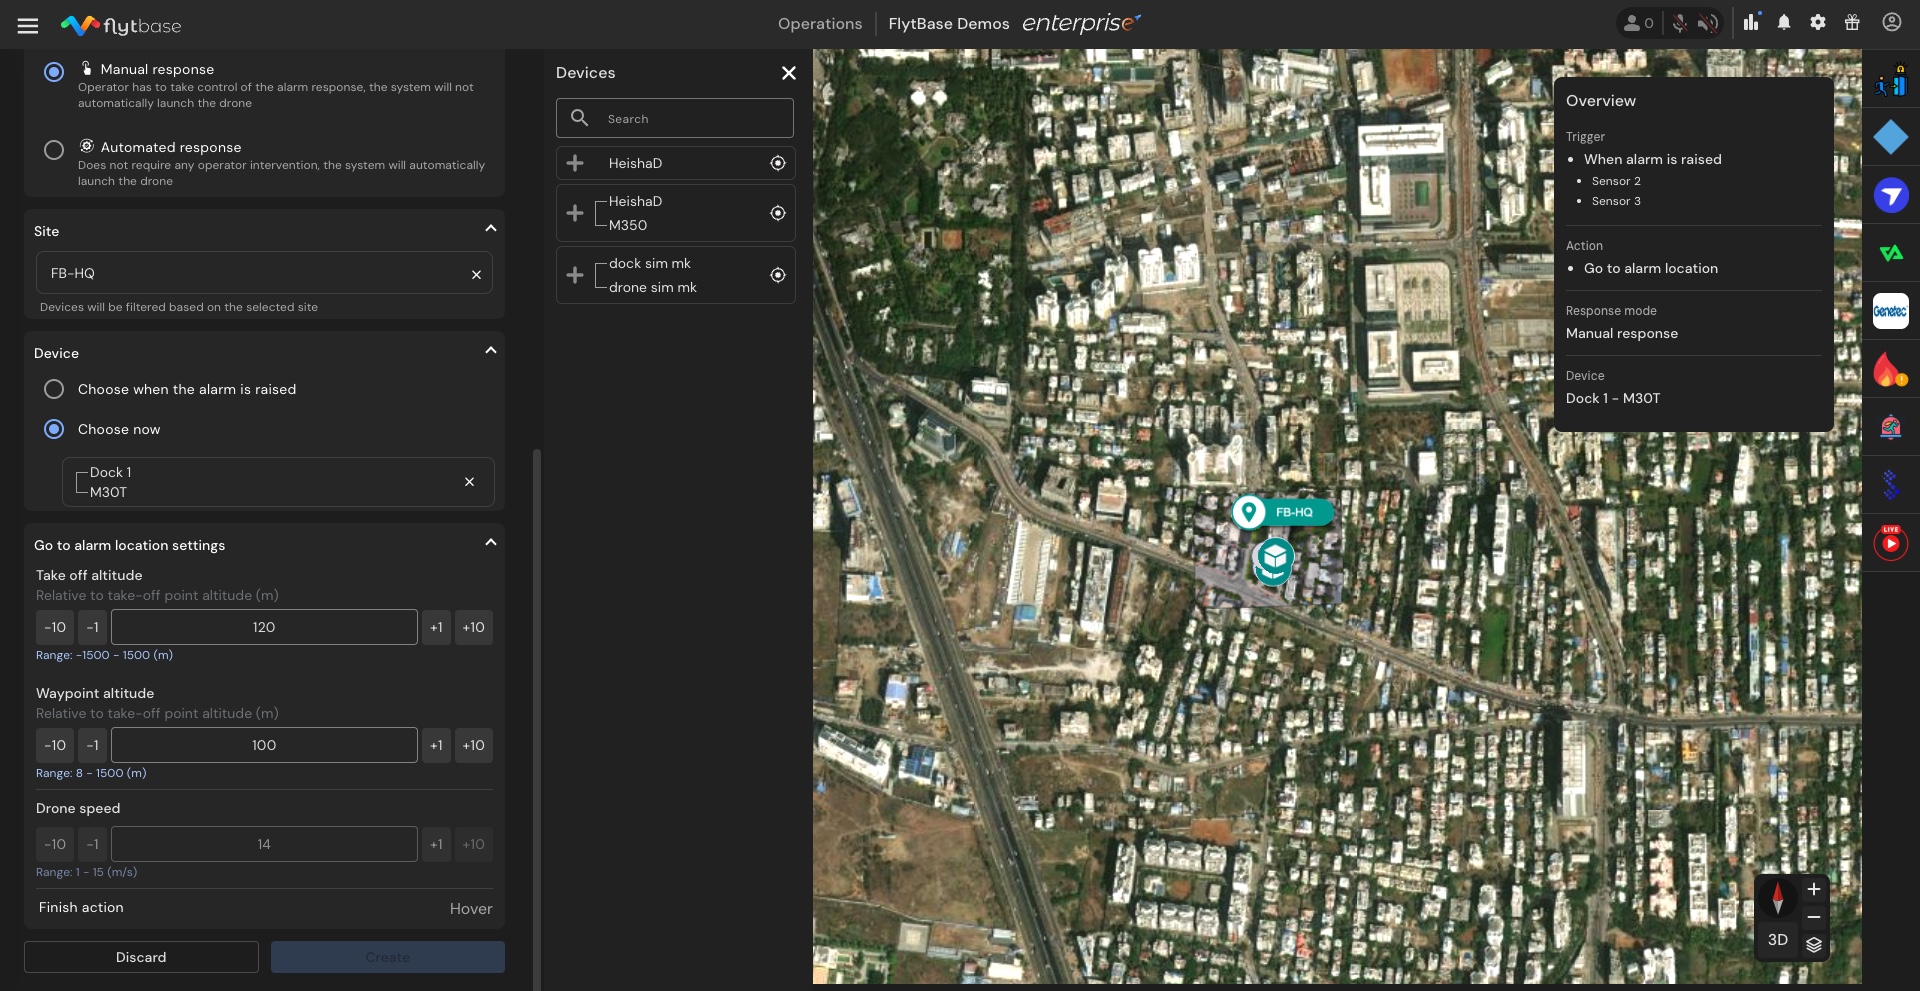 flytbase
Operations
FlytBase Demos
enterprise
0
Manual response
Operator has to take control of the alarm response, the system will not
automatically launch the drone
Automated response
Does not require any operator intervention, the system will automatically
launch the drone
Site
FB-HQ
Devices will be filtered based on the selected site
Device
Choose when the alarm is raised
Choose now
Dock 1
M30T
Go to alarm location settings
Take off altitude
Relative to take-off point altitude (m)
-10 -1 120 +1 +10
Range: -1500 - 1500 (m)
Waypoint altitude
Relative to take-off point altitude (m)
-10 -1 100 +1 +10
Range: 8 - 1500 (m)
Drone speed
-10 -1 14 +1 +10
Range: 1 - 15 (m/s)
Finish action Hover
Discard Create
Devices
Search
HeishaD
HeishaD
M350
dock sim mk
drone sim mk
FB-HQ
Overview
Trigger
• When alarm is raised
• Sensor 2
• Sensor 3
Action
• Go to alarm location
Response mode
Manual response
Device
Dock 1 - M30T
3D
Genetec
LIVE